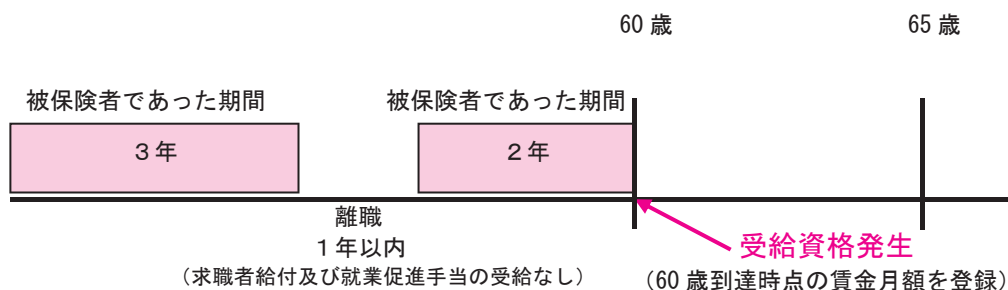 60 歳
65 歳
被保険者であった期間
被保険者であった期間
３年
２年
離職
１年以内
（求職者給付及び就業促進手当の受給なし）
受給資格発生
（60 歳到達時点の賃金月額を登録）